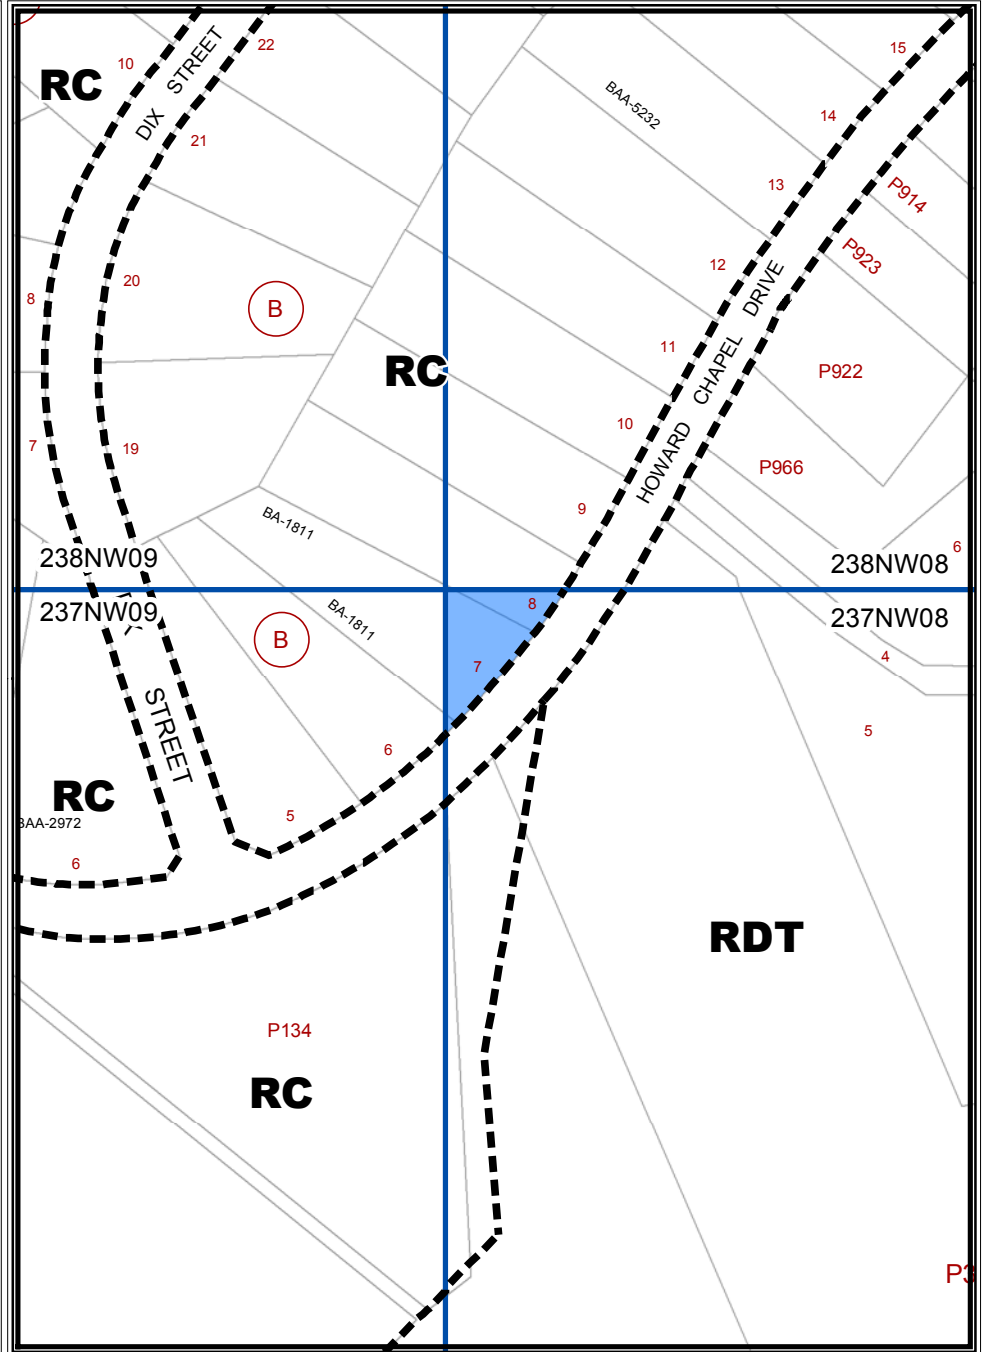 15
22
10
DIX STREET
RC
BAA-5232
14
21
13
P914
P923
12
20
8
B
HOWARD CHAPEL DRIVE
11
RC
P922
10
7
19
P966
9
BA-1811
6
238NW09
238NW08
8
237NW09
237NW08
BA-1811
B
4
7
STREET
5
6
RC
5
BAA-2972
6
RDT
P134
RC